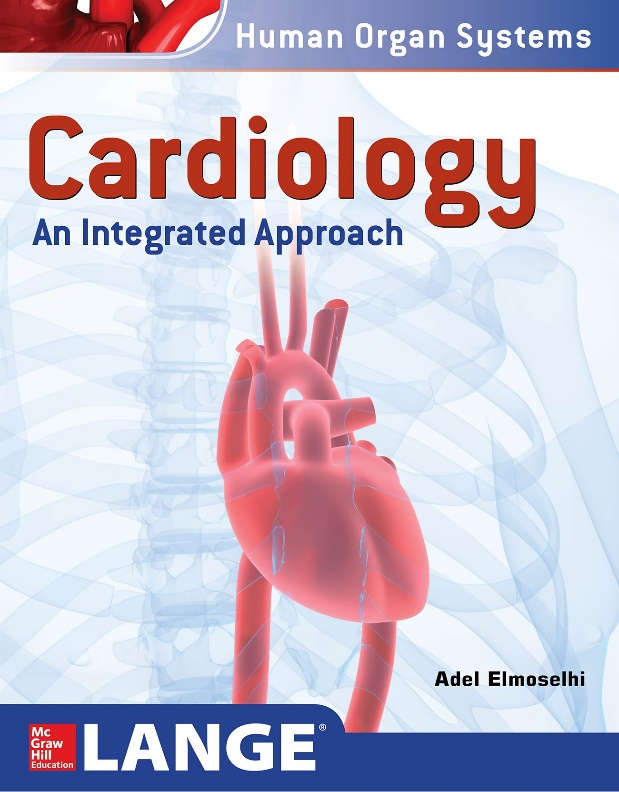 Human Organ Systems
Cardiology
An Integrated Approach
Adel Elmoselhi
Mc
Graw
Hill
Education
LANGE®